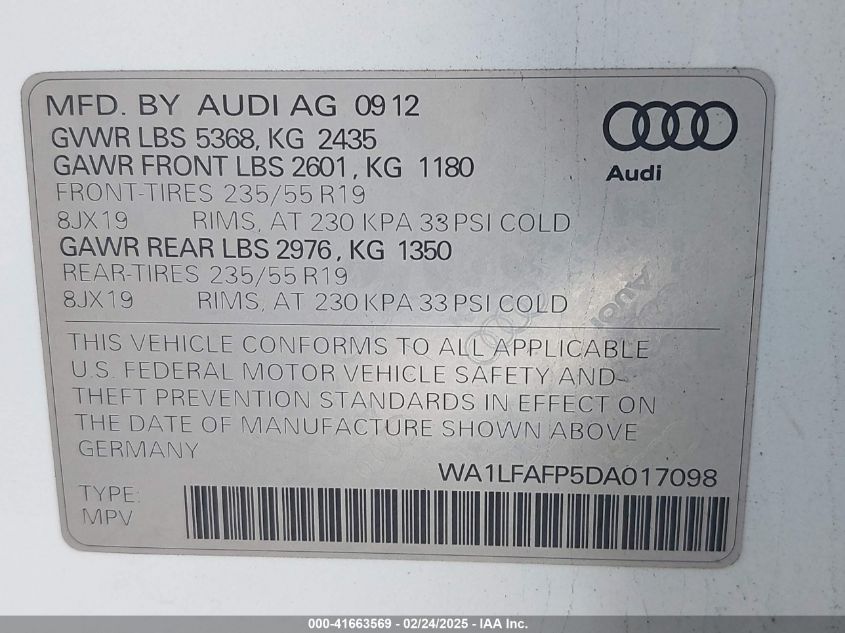 MFD. BY AUDI AG 09 12
GVWR LBS 5368, KG 2435
GAWR FRONT LBS 2601, KG 1180
FRONT-TIRES 235/55 R19
8JX19 RIMS, AT 230 KPA 33 PSI COLD
GAWR REAR LBS 2976, KG 1350
REAR-TIRES 235/55 R19
8JX19 RIMS, AT 230 KPA 33 PSI COLD
Audi
Audi
THIS VEHICLE CONFORMS TO ALL APPLICABLE
U.S. FEDERAL MOTOR VEHICLE SAFETY AND
THEFT PREVENTION STANDARDS IN EFFECT ON
THE DATE OF MANUFACTURE SHOWN ABOVE
GERMANY
WA1LFAFP5DA017098
TYPE:
MPV
000-41663569 - 02/24/2025 - IAA Inc.